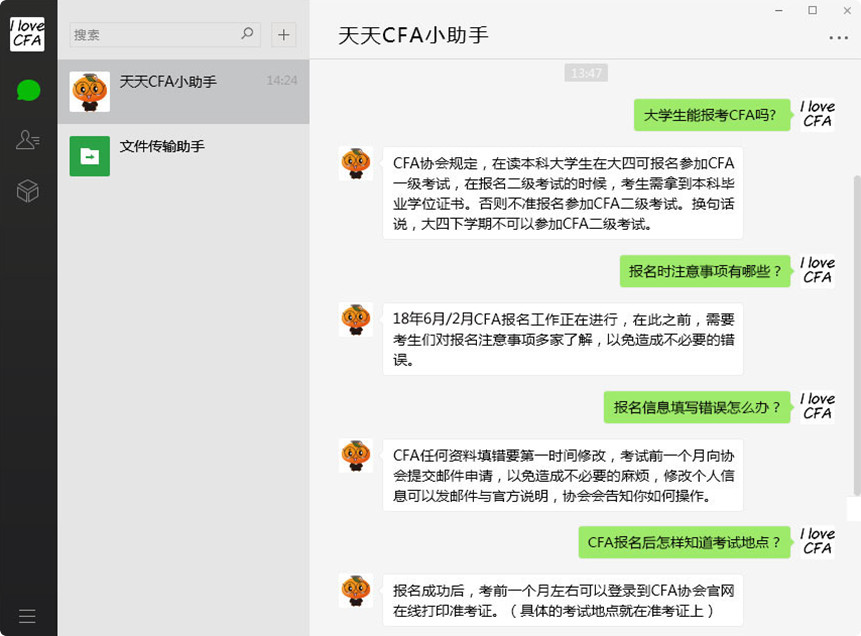 I love
CFA
搜索
天天CFA小助手
14:24
文件传输助手
天天CFA小助手
13:47
大学生能报考CFA吗?
I love
CFA
CFA协会规定，在读本科大学生在大四可报名参加CFA
一级考试，在报名二级考试的时候，考生需拿到本科毕
业学位证书。否则不准报名参加CFA二级考试。换句话
说，大四下学期不可以参加CFA二级考试。
报名时注意事项有哪些？
I love
CFA
18年6月/2月CFA报名工作正在进行，在此之前，需要
考生们对报名注意事项多家了解，以免造成不必要的错
误。
报名信息填写错误怎么办？
I love
CFA
CFA任何资料填错要第一时间修改，考试前一个月向协
会提交邮件申请，以免造成不必要的麻烦，修改个人信
息可以发邮件与官方说明，协会会告知你如何操作。
CFA报名后怎样知道考试地点？
I love
CFA
报名成功后，考前一个月左右可以登录到CFA协会官网
在线打印准考证。（具体的考试地点就在准考证上）